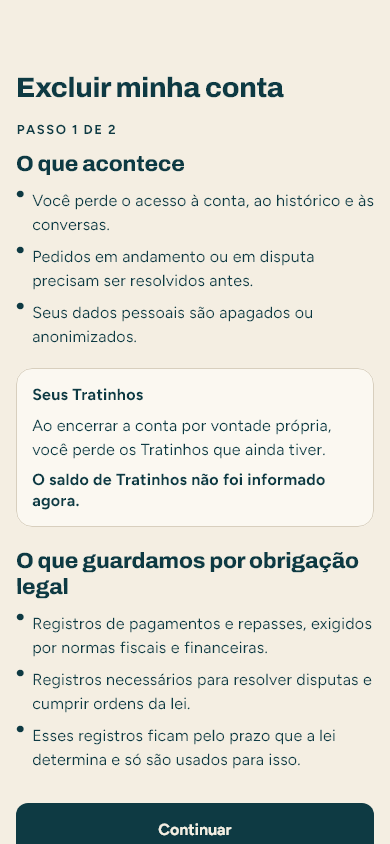 Excluir minha conta
PASSO 1 DE 2
O que acontece
• Você perde o acesso à conta, ao histórico e às
conversas.
• Pedidos em andamento ou em disputa
precisam ser resolvidos antes.
• Seus dados pessoais são apagados ou
anonimizados.
Seus Tratinhos
Ao encerrar a conta por vontade própria,
você perde os Tratinhos que ainda tiver.
O saldo de Tratinhos não foi informado
agora.
O que guardamos por obrigação
legal
• Registros de pagamentos e repasses, exigidos
por normas fiscais e financeiras.
• Registros necessários para resolver disputas e
cumprir ordens da lei.
• Esses registros ficam pelo prazo que a lei
determina e só são usados para isso.
Continuar